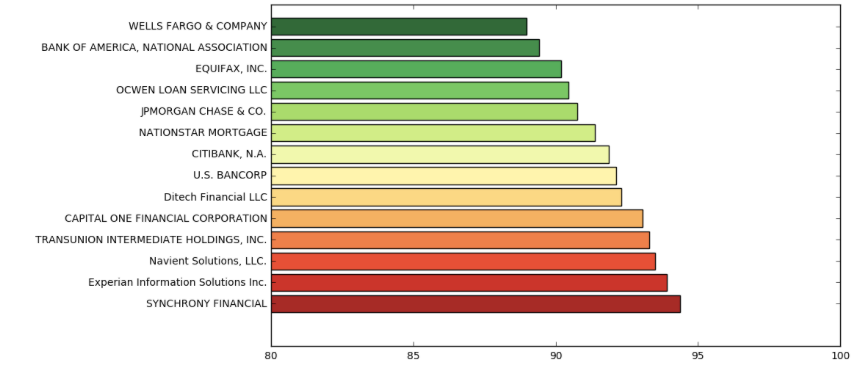 WELLS FARGO & COMPANY
BANK OF AMERICA, NATIONAL ASSOCIATION
EQUIFAX, INC.
OCWEN LOAN SERVICING LLC
JPMORGAN CHASE & CO.
NATIONSTAR MORTGAGE
CITIBANK, N.A.
U.S. BANCORP
Ditech Financial LLC
CAPITAL ONE FINANCIAL CORPORATION
TRANSUNION INTERMEDIATE HOLDINGS, INC.
Navient Solutions, LLC.
Experian Information Solutions Inc.
SYNCHRONY FINANCIAL
80 85 90 95 100